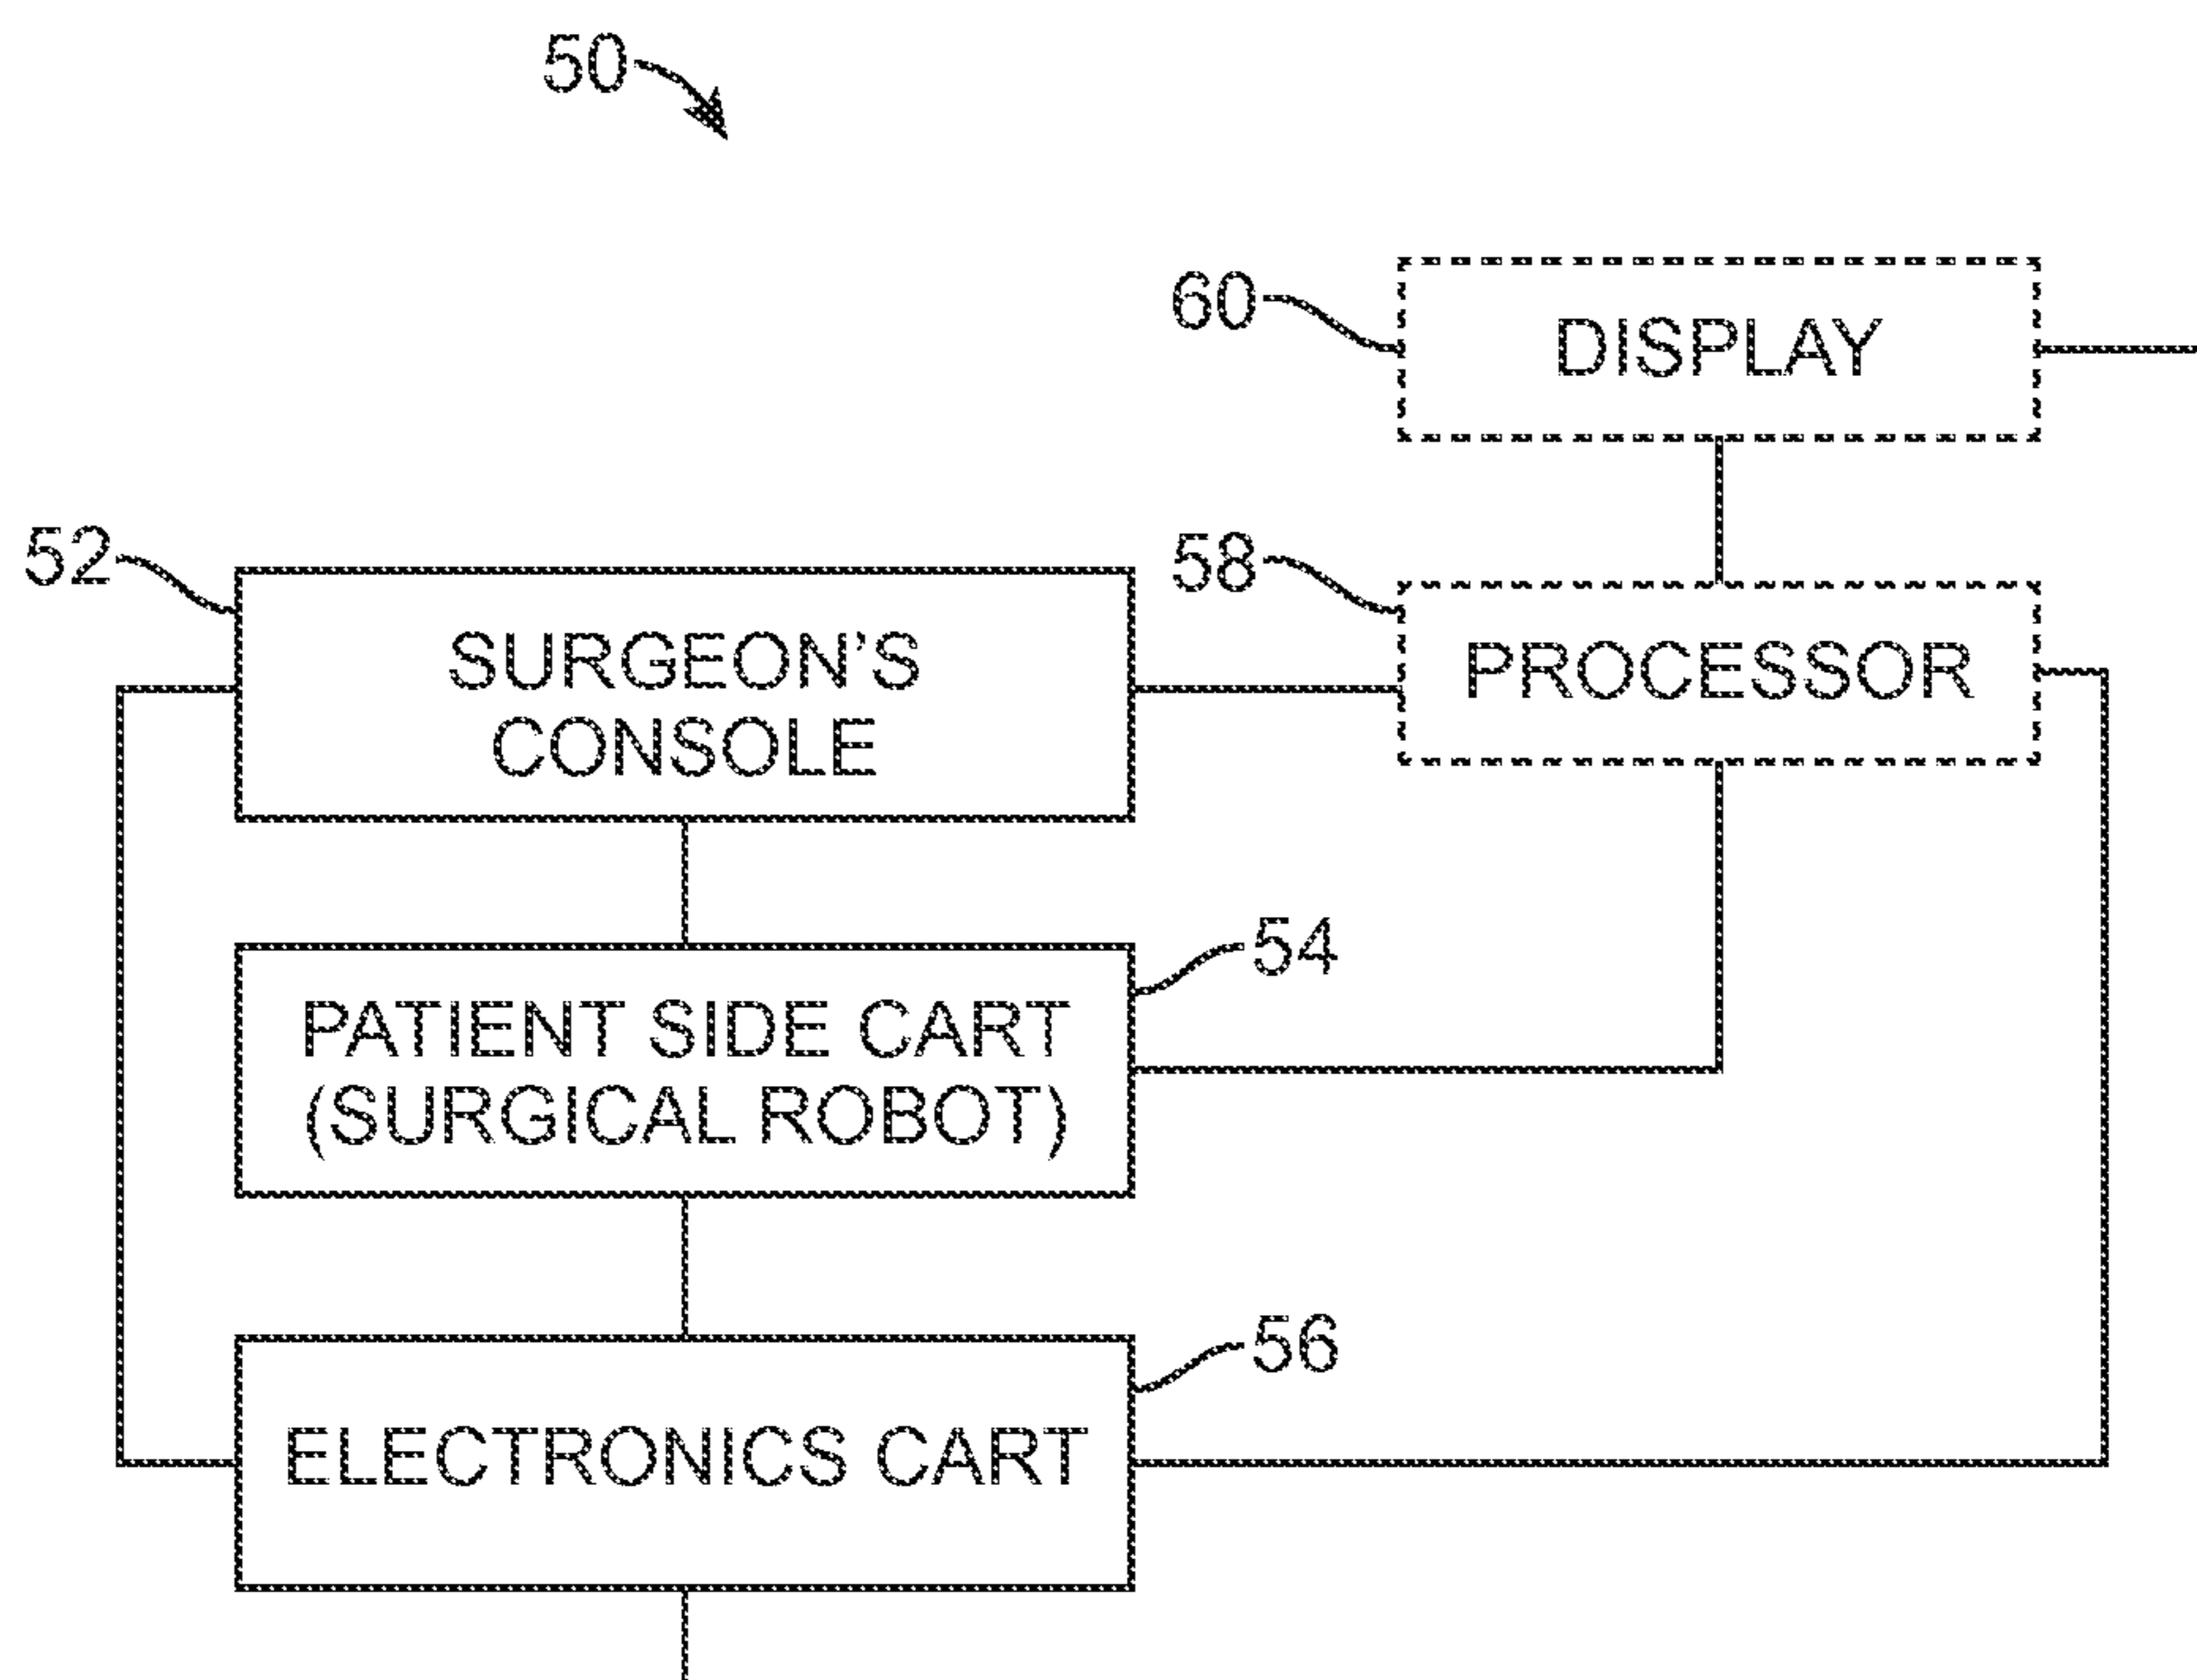 50
60
DISPLAY
52
58
SURGEON'S
CONSOLE
PROCESSOR
54
PATIENT SIDE CART
(SURGICAL ROBOT)
56
ELECTRONICS CART